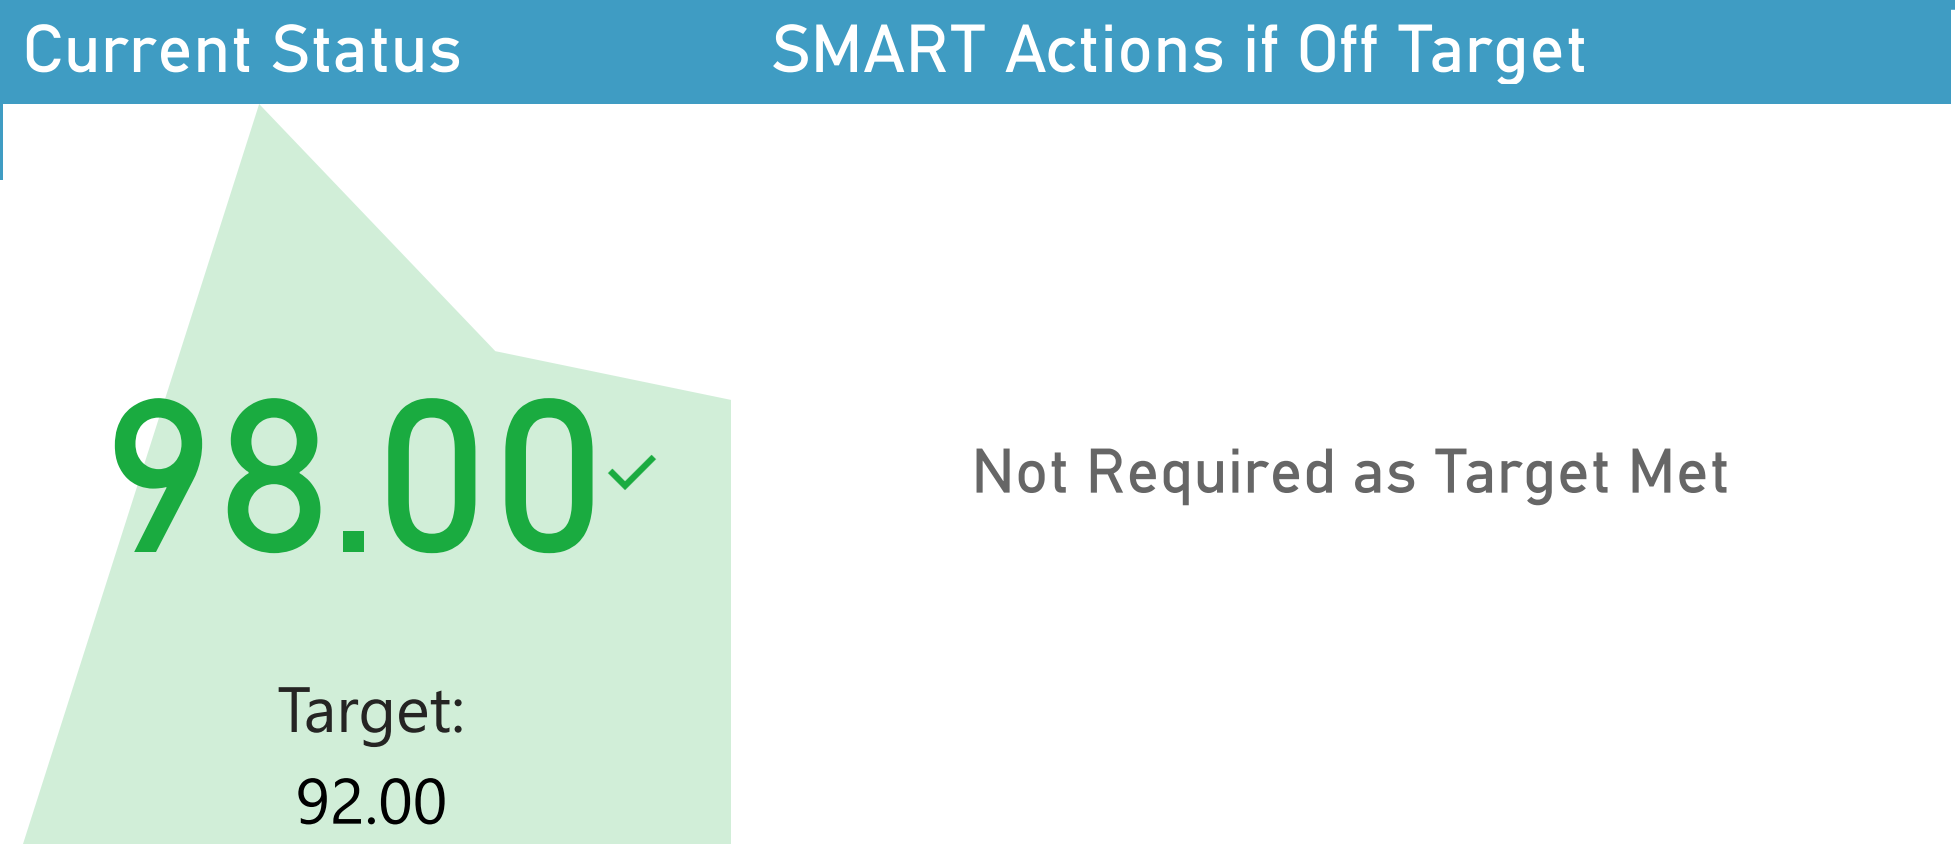 Current Status
SMART Actions if Off Target
98.00
Not Required as Target Met
Target:
92.00